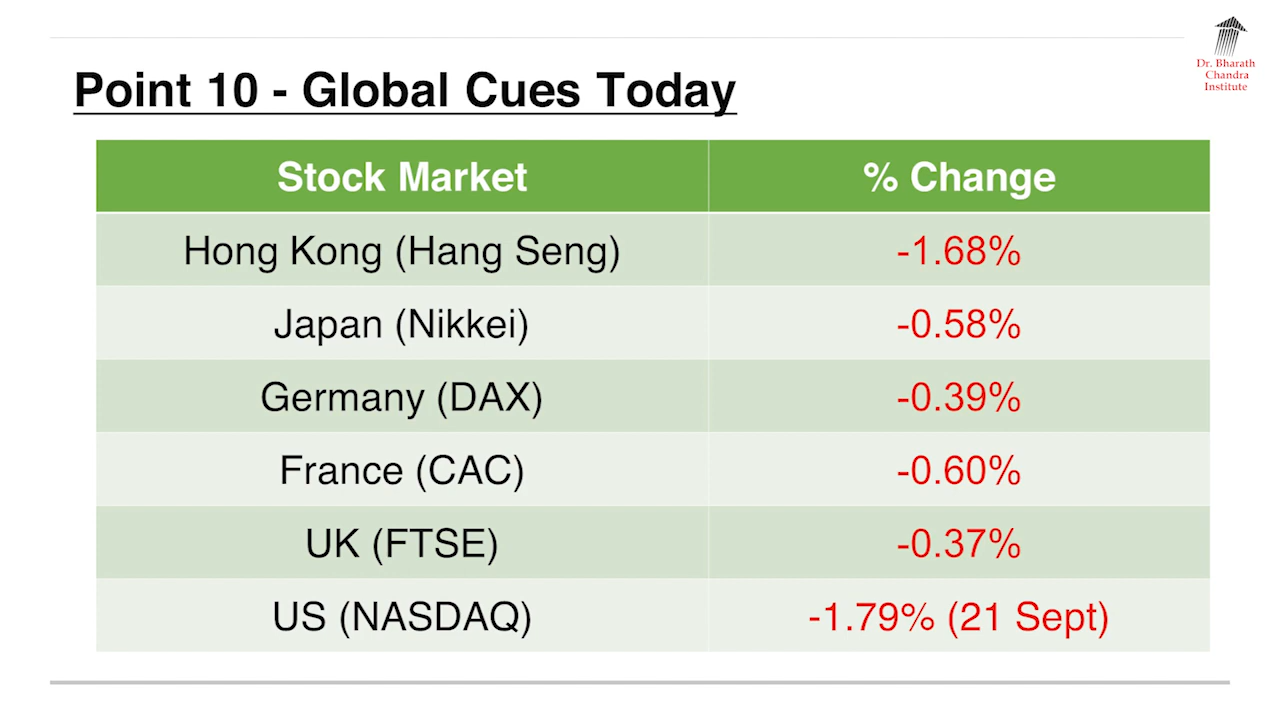 Dr. Bharath
Chandra
Institute
Point 10 - Global Cues Today
Stock Market % Change
Hong Kong (Hang Seng) -1.68%
Japan (Nikkei) -0.58%
Germany (DAX) -0.39%
France (CAC) -0.60%
UK (FTSE) -0.37%
US (NASDAQ) -1.79% (21 Sept)